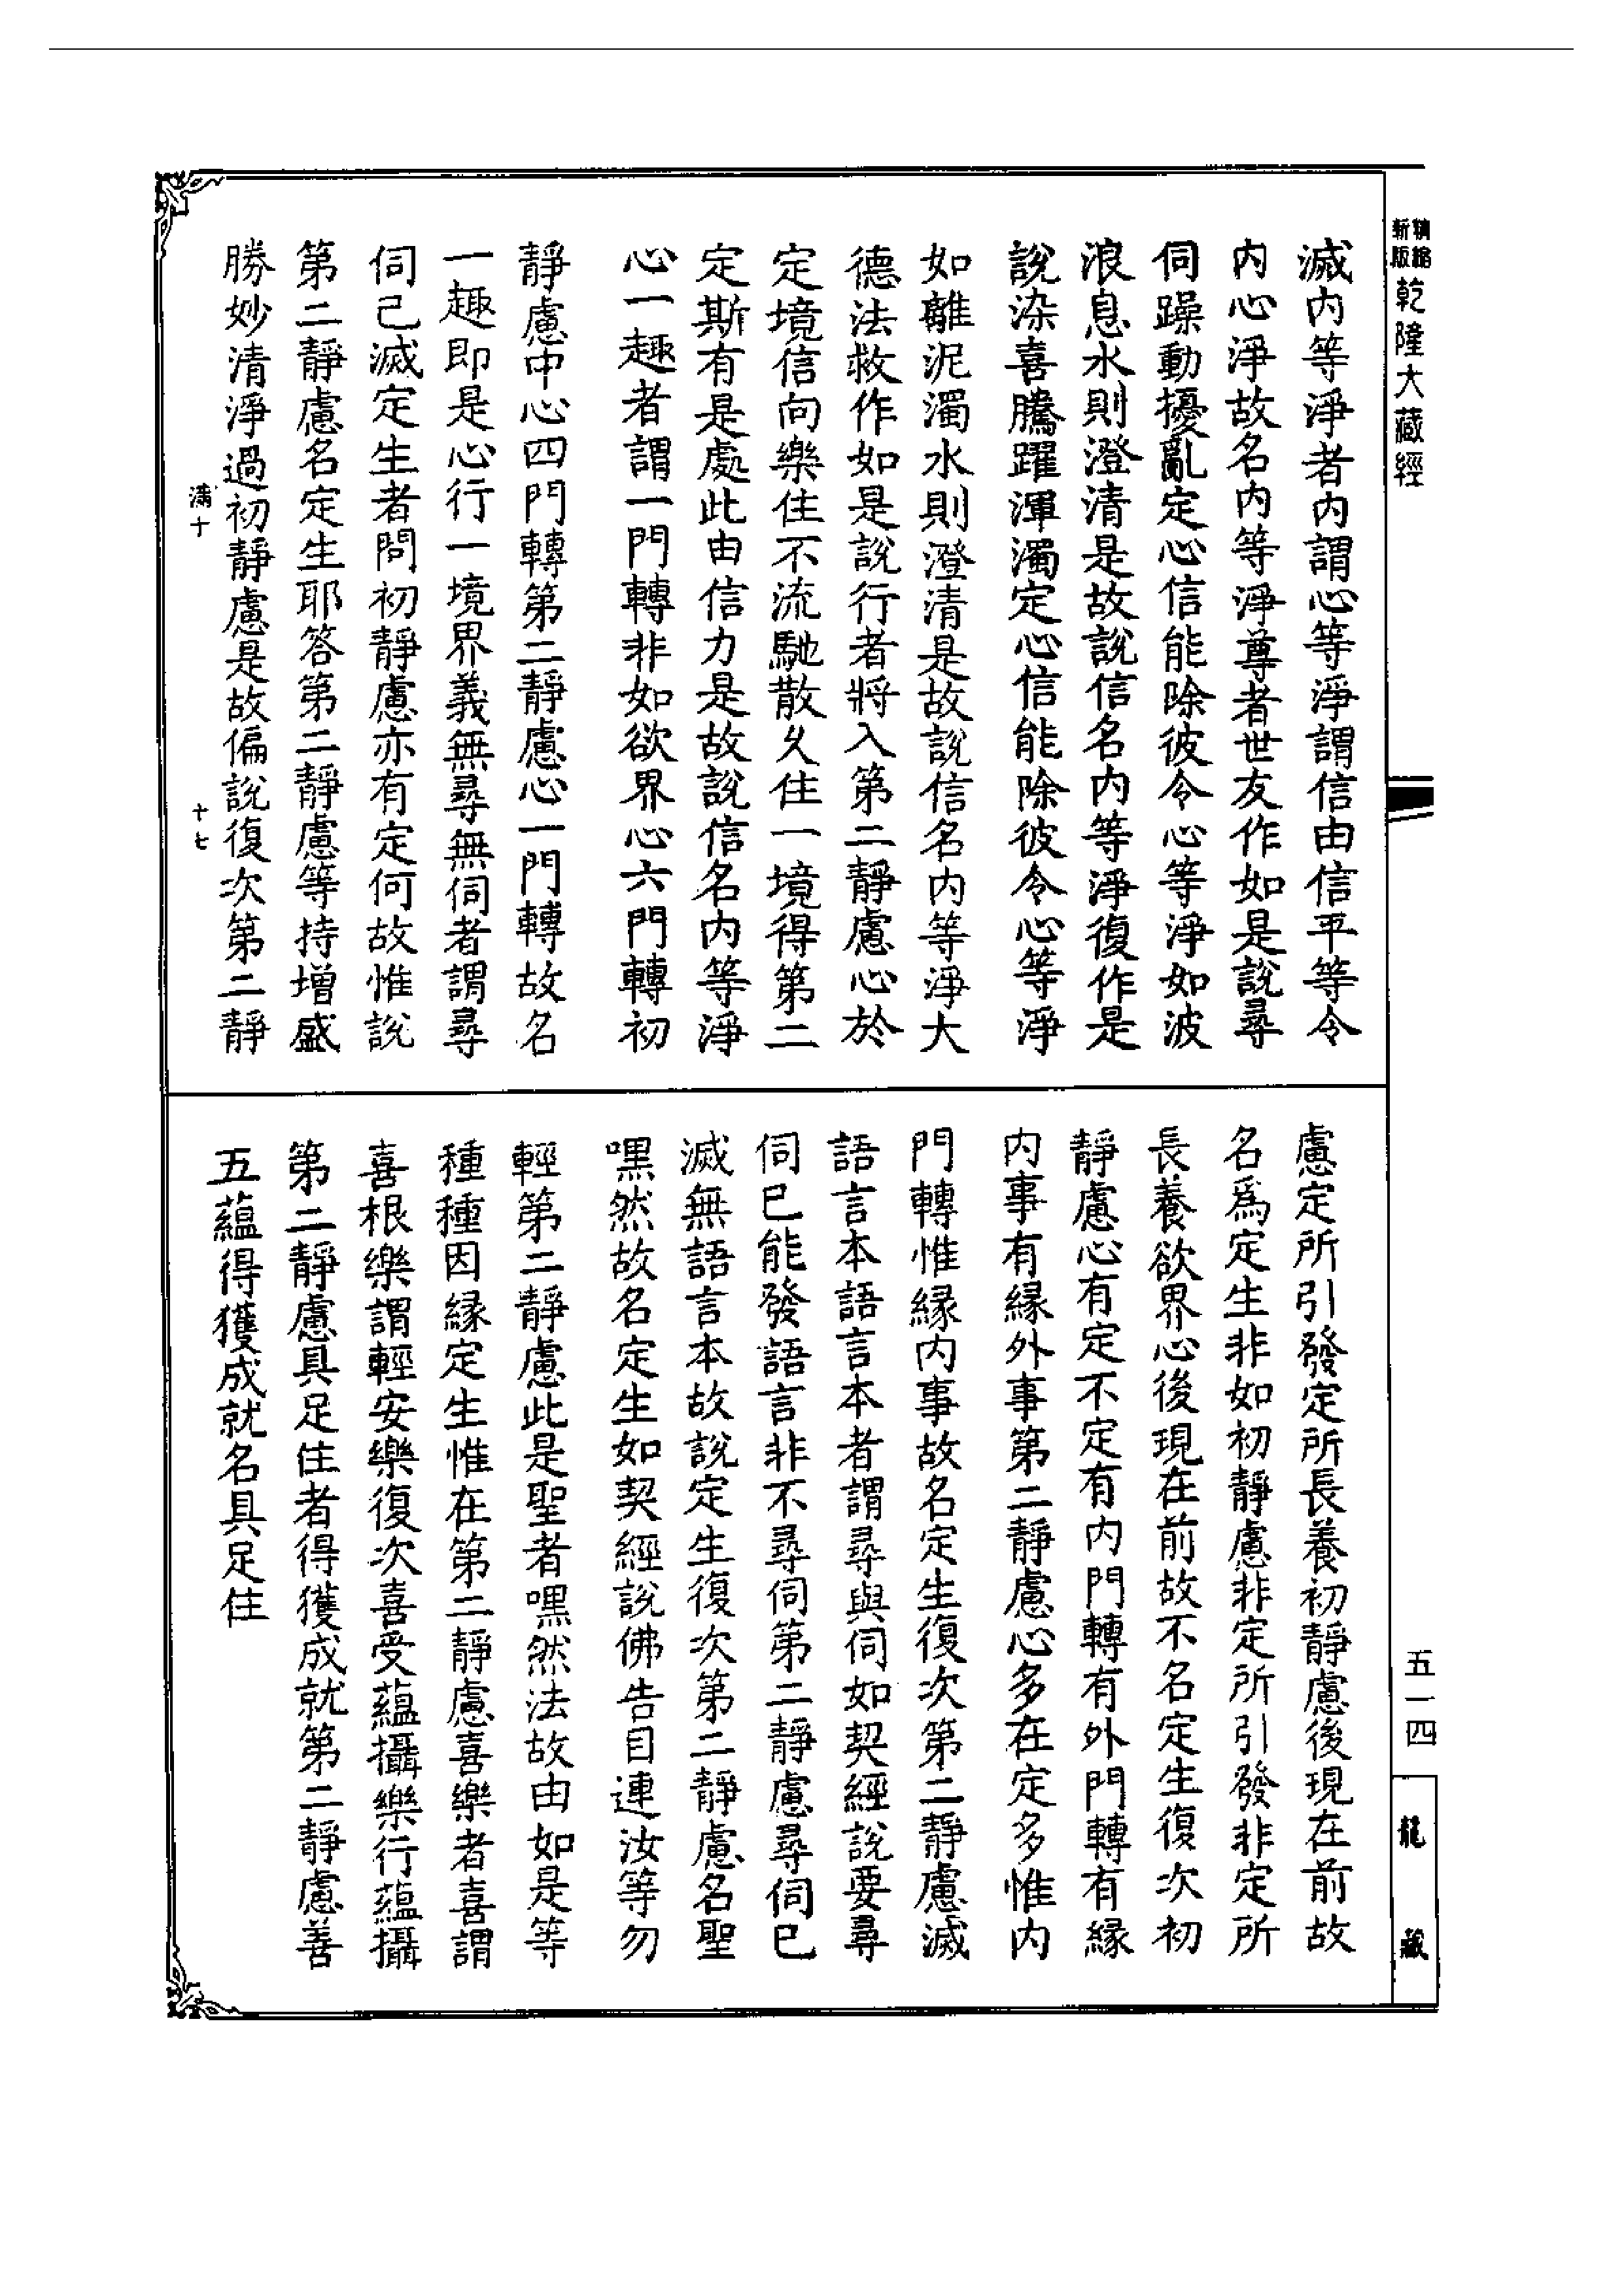 精縮新版乾隆大藏經
滅內等淨者內謂心等淨謂信由信平等令
內心淨故名內等淨尊者世友作如是說尋
伺躁動擾亂定心信能除彼令心等淨如波
浪息水則澄清是故說信名內等淨復作是
說染喜騰躍渾濁定心信能除彼令心等淨
如離泥濁水則澄清是故說信名內等淨大
德法救作如是說行者將入第二靜慮心於
定境信向樂住不流馳散久住一境得第二
定斯有是處此由信力是故說信名內等淨
心一趣者謂一門轉非如欲界心六門轉初
靜慮中心四門轉第二靜慮心一門轉故名
一趣即是心行一境界義無尋無伺者謂尋
伺已滅定生者問初靜慮亦有定何故惟說
第二靜慮名定生耶答第二靜慮等持增盛
勝妙清淨過初靜慮是故偏說復次第二靜
滿十 十七
慮定所引發定所長養初靜慮後現在前故
名爲定生非如初靜慮非定所引發非定所
長養欲界心後現在前故不名定生復次初
靜慮心有定不定有內門轉有外門轉有緣
內事有緣外事第二靜慮心多在定多惟內
門轉惟緣內事故名定生復次第二靜慮滅
語言本語言本者謂尋與伺如契經說要尋
伺已能發語言非不尋伺第二靜慮尋伺已
滅無語言本故說定生復次第二靜慮名聖
嘿然故名定生如契經說佛告目連汝等勿
輕第二靜慮此是聖者嘿然法故由如是等
種種因緣定生惟在第二靜慮喜樂者喜謂
喜根樂謂輕安樂復次喜受蘊攝樂行蘊攝
第二靜慮具足住者得獲成就第二靜慮善
五蘊得獲成就名具足住
五一四
龍藏